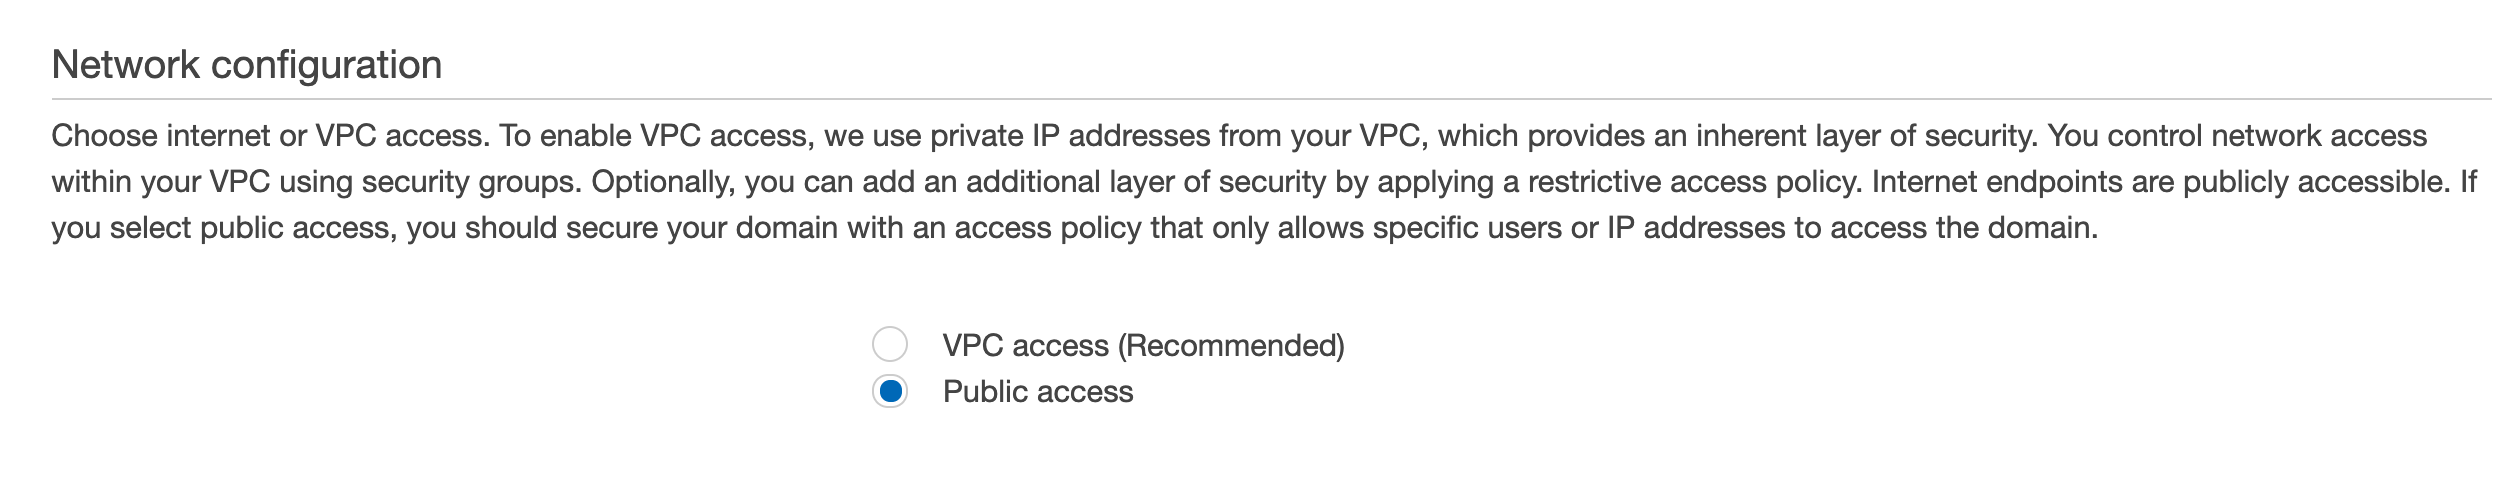 Network configuration
Choose internet or VPC access. To enable VPC access, we use private IP addresses from your VPC, which provides an inherent layer of security. You control network access
within your VPC using security groups. Optionally, you can add an additional layer of security by applying a restrictive access policy. Internet endpoints are publicly accessible. If
you select public access, you should secure your domain with an access policy that only allows specific users or IP addresses to access the domain.
VPC access (Recommended)
Public access